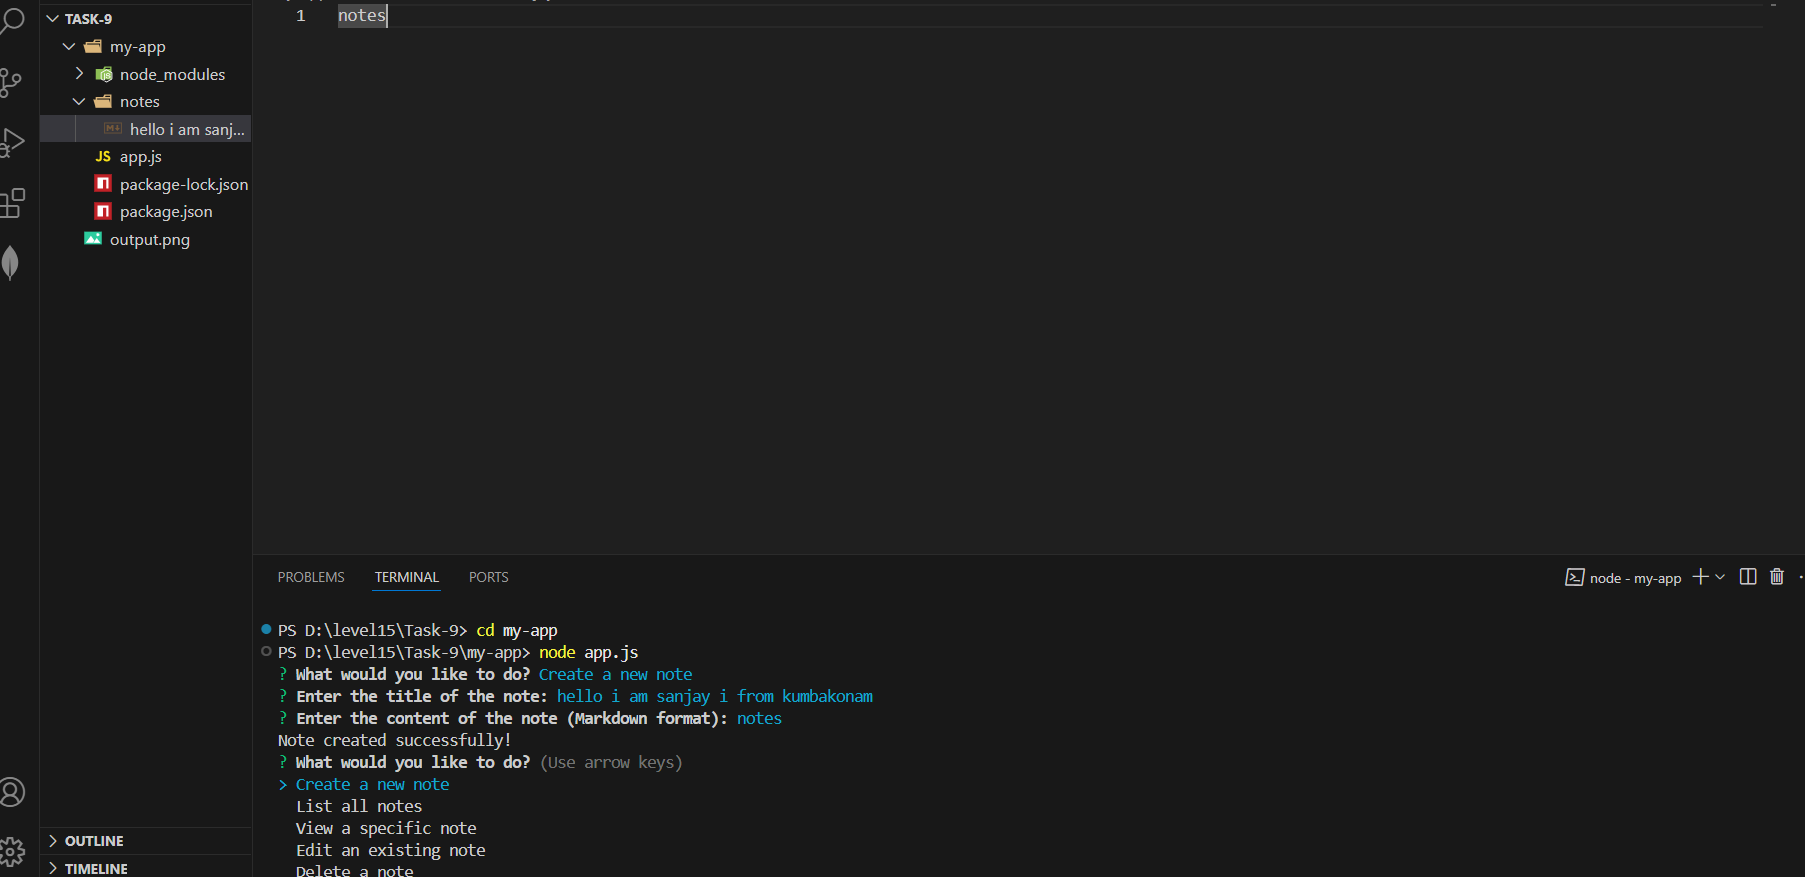 TASK-9
my-app
node_modules
notes
hello i am sanj...
app.js
package-lock.json
package.json
output.png
OUTLINE
TIMELINE
1 notes
PROBLEMS TERMINAL PORTS
node - my-app
PS D:\level15\Task-9> cd my-app
PS D:\level15\Task-9\my-app> node app.js
? What would you like to do? Create a new note
? Enter the title of the note: hello i am sanjay i from kumbakonam
? Enter the content of the note (Markdown format): notes
Note created successfully!
? What would you like to do? (Use arrow keys)
> Create a new note
List all notes
View a specific note
Edit an existing note
Delete a note